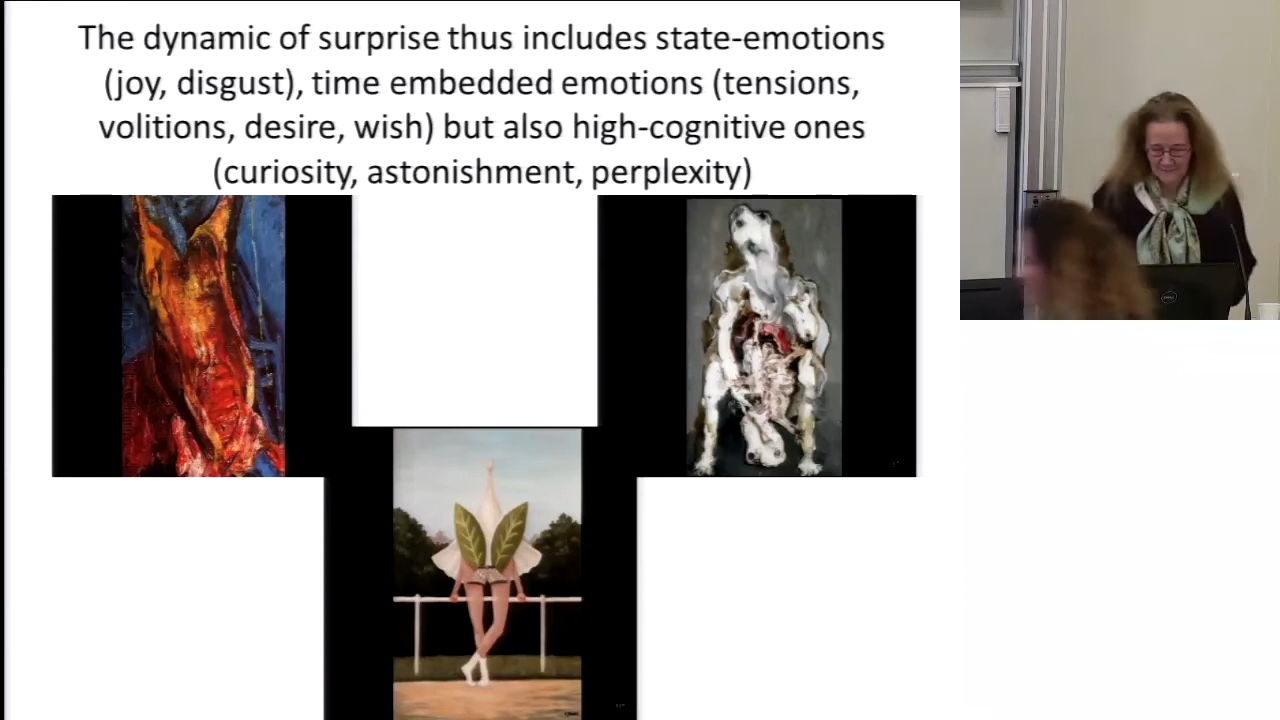 The dynamic of surprise thus includes state-emotions
(joy, disgust), time embedded emotions (tensions,
volitions, desire, wish) but also high-cognitive ones
(curiosity, astonishment, perplexity)